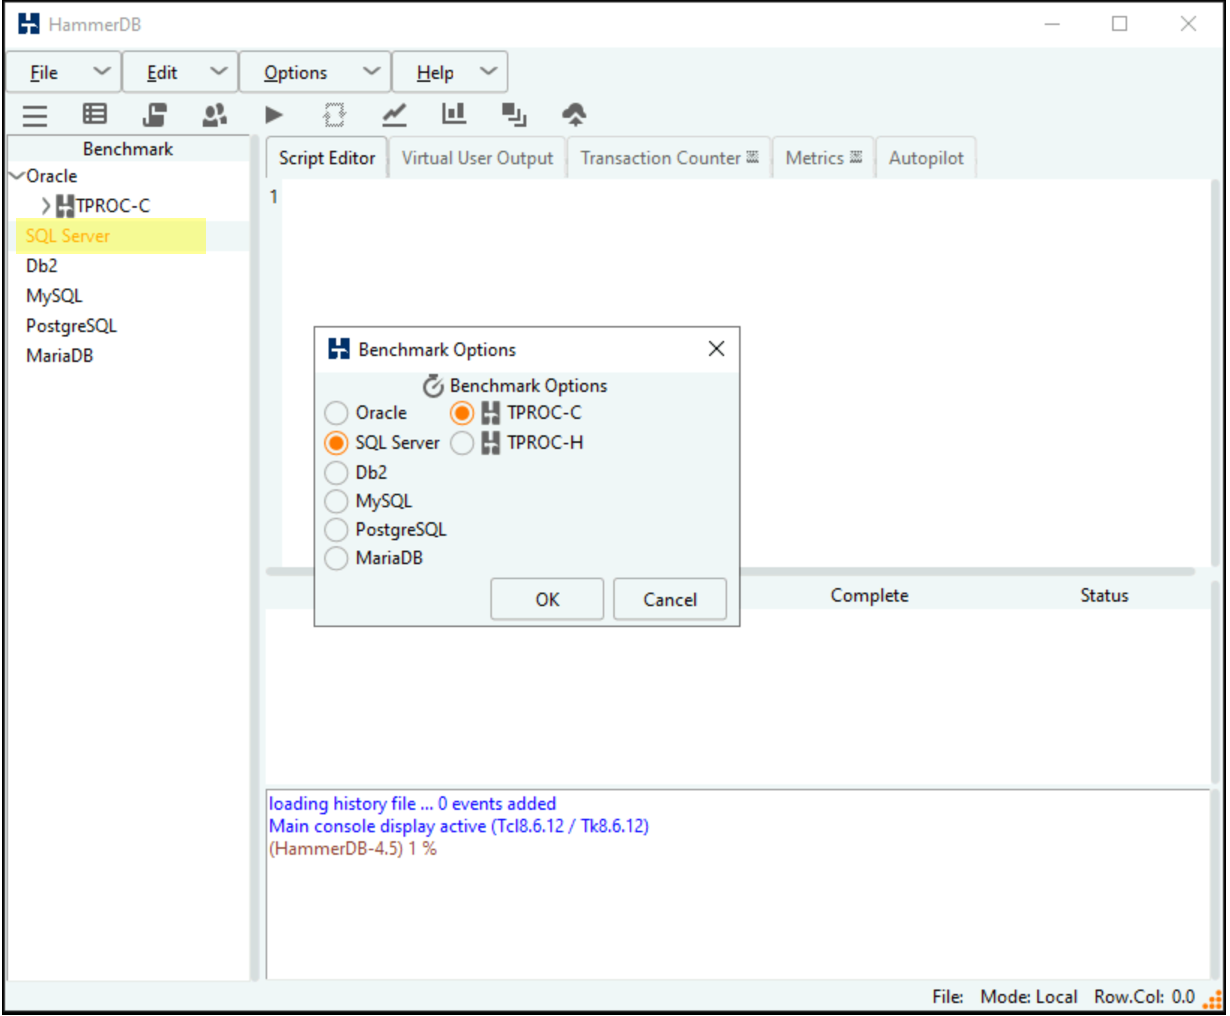 HammerDB
File Edit Options Help
Benchmark
Oracle
TPROC-C
SQL Server
Db2
MySQL
PostgreSQL
MariaDB
Script Editor Virtual User Output Transaction Counter Metrics Autopilot
1
Benchmark Options
Benchmark Options
Oracle TPROC-C
SQL Server TPROC-H
Db2
MySQL
PostgreSQL
MariaDB
OK Cancel
Complete Status
loading history file ... 0 events added
Main console display active (Tcl8.6.12 / Tk8.6.12)
(HammerDB-4.5) 1 %
File: Mode: Local Row.Col: 0.0